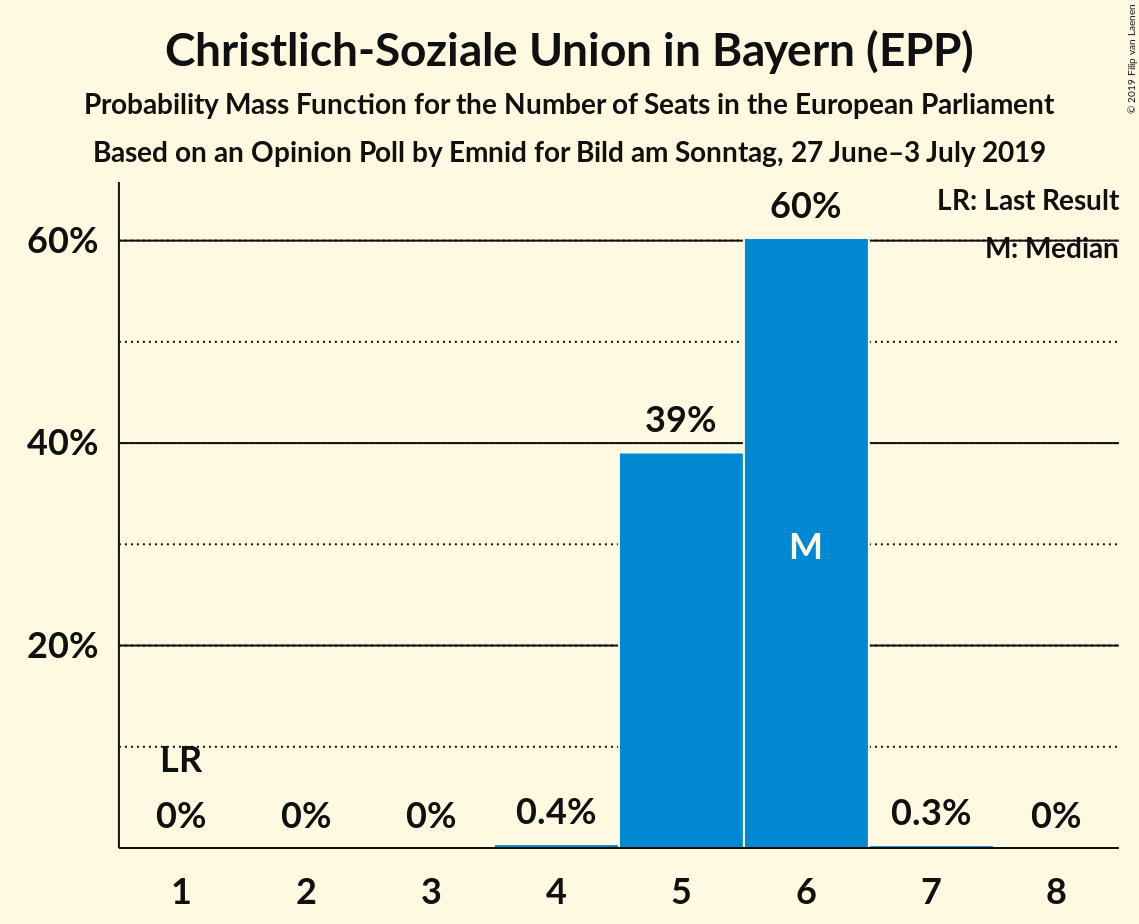 Christlich-Soziale Union in Bayern (EPP)
Probability Mass Function for the Number of Seats in the European Parliament
Based on an Opinion Poll by Emnid for Bild am Sonntag, 27 June–3 July 2019
© 2019 Filip van Laenen
LR: Last Result
M: Median
60%
40%
20%
LR
0%
0%
0%
0.4%
39%
60%
M
0.3%
0%
1 2 3 4 5 6 7 8